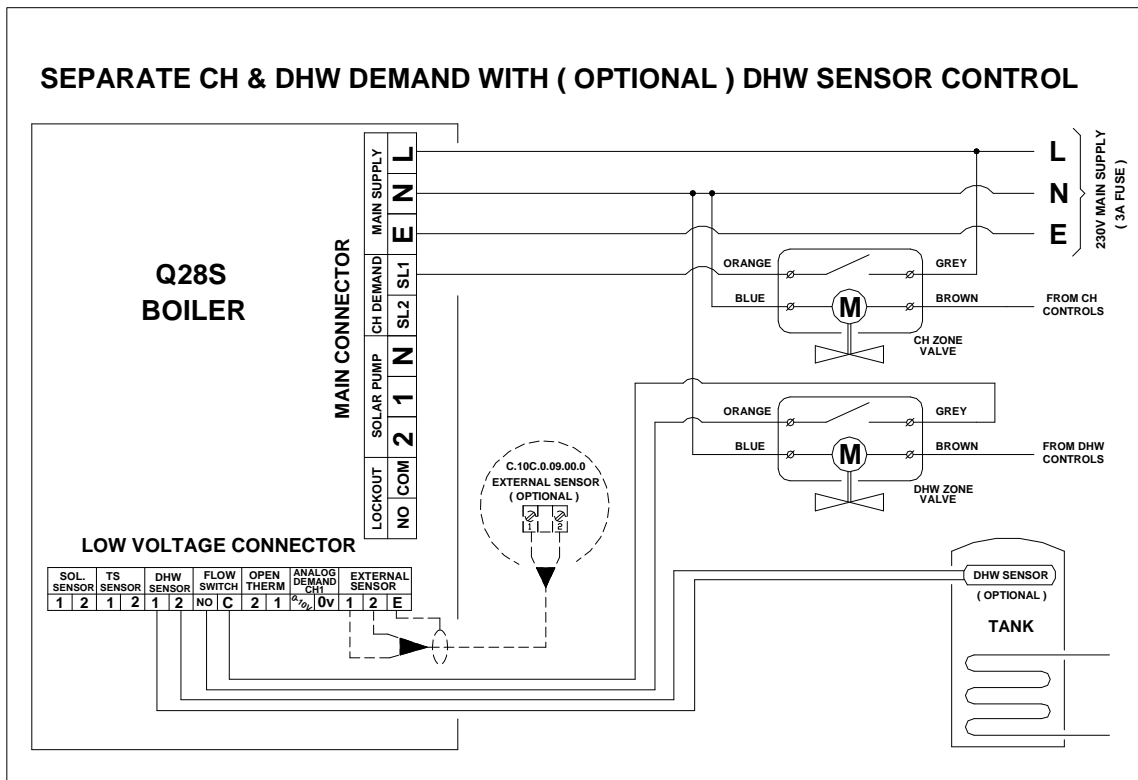 SEPARATE CH & DHW DEMAND WITH ( OPTIONAL ) DHW SENSOR CONTROL
Q28S
BOILER
MAIN CONNECTOR
MAIN SUPPLY
L
N
E
CH DEMAND
SL1
SL2
SOLAR PUMP
N
1
2
LOCKOUT
COM
NO
L
N
E
230V MAIN SUPPLY
( 3A FUSE )
ORANGE
GREY
BLUE
M
BROWN
FROM CH
CONTROLS
CH ZONE
VALVE
ORANGE
GREY
BLUE
M
BROWN
FROM DHW
CONTROLS
DHW ZONE
VALVE
C.10C.0.09.00.0
EXTERNAL SENSOR
( OPTIONAL )
1 2
LOW VOLTAGE CONNECTOR
SOL.
SENSOR
TS
SENSOR
DHW
SENSOR
FLOW
SWITCH
OPEN
THERM
ANALOG
DEMAND
CH1
EXTERNAL
SENSOR
1 2 1 2 1 2 NO C 2 1 0-10V 0v 1 2 E
DHW SENSOR
( OPTIONAL )
TANK